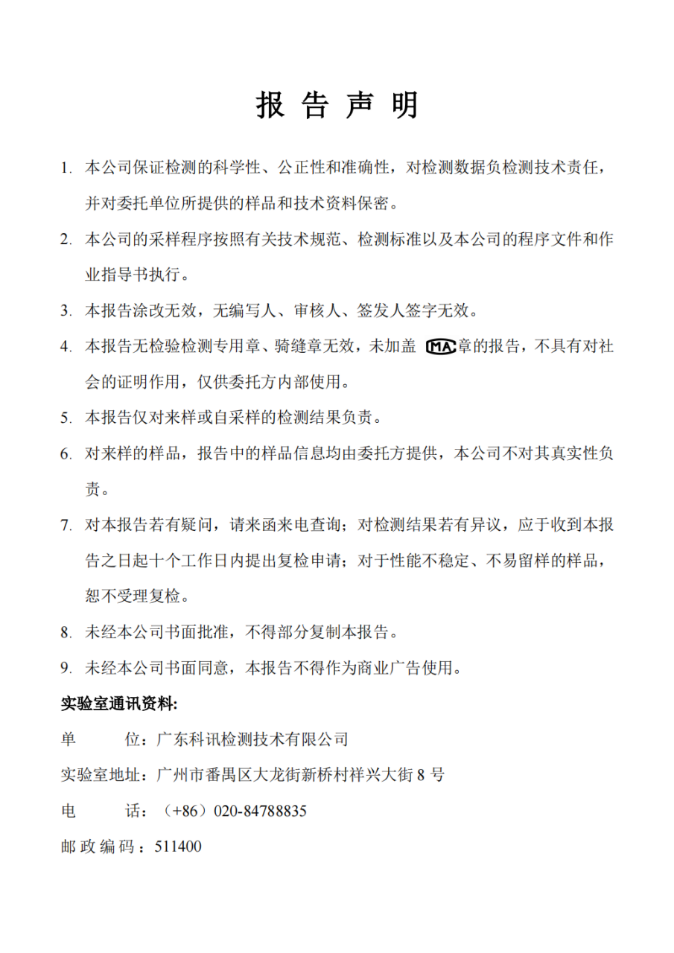 报 告 声 明
1. 本公司保证检测的科学性、公正性和准确性，对检测数据负检测技术责任，
并对委托单位所提供的样品和技术资料保密。
2. 本公司的采样程序按照有关技术规范、检测标准以及本公司的程序文件和作
业指导书执行。
3. 本报告涂改无效，无编写人、审核人、签发人签字无效。
4. 本报告无检验检测专用章、骑缝章无效，未加盖 MA 章的报告，不具有对社
会的证明作用，仅供委托方内部使用。
5. 本报告仅对来样或自采样的检测结果负责。
6. 对来样的样品，报告中的样品信息均由委托方提供，本公司不对其真实性负
责。
7. 对本报告若有疑问，请来函来电查询；对检测结果若有异议，应于收到本报
告之日起十个工作日内提出复检申请；对于性能不稳定、不易留样的样品，
恕不受理复检。
8. 未经本公司书面批准，不得部分复制本报告。
9. 未经本公司书面同意，本报告不得作为商业广告使用。
实验室通讯资料:
单 位：广东科讯检测技术有限公司
实验室地址：广州市番禺区大龙街新桥村祥兴大街 8 号
电 话：（+86）020-84788835
邮 政 编 码：511400